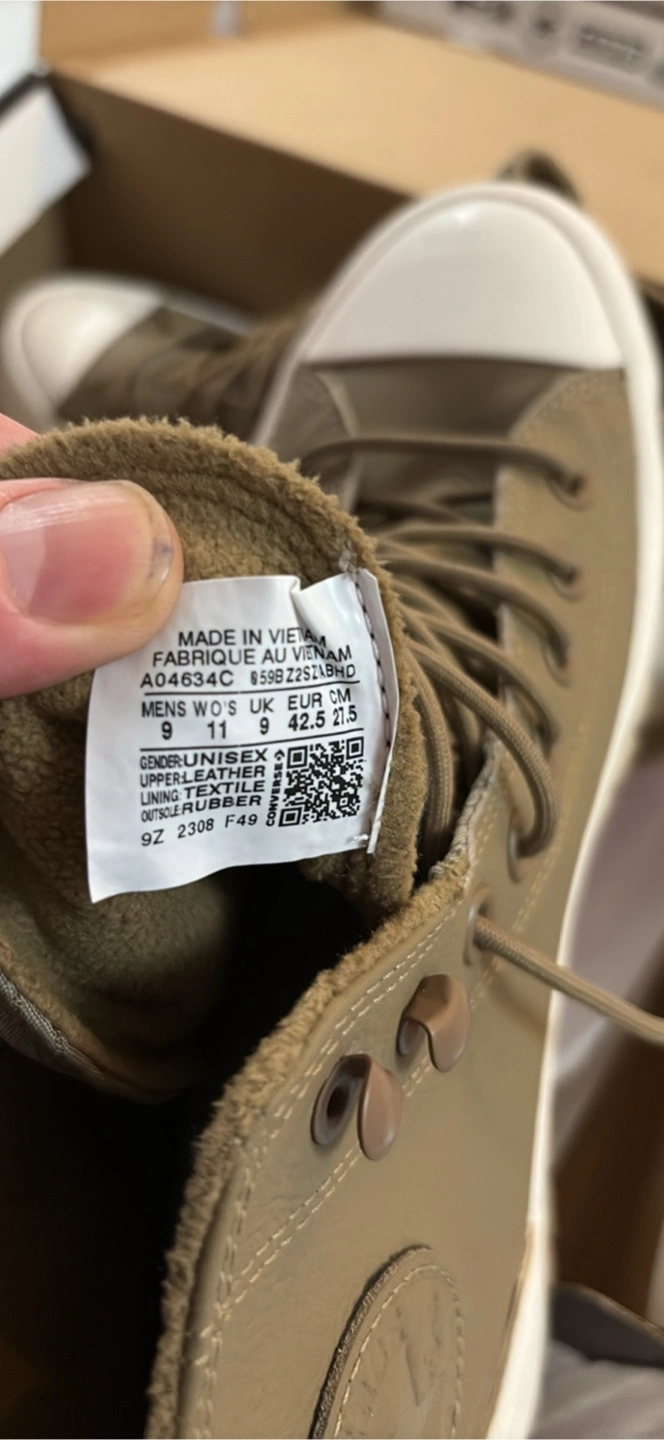 MADE IN VIETNAM
FABRIQUE AU VIETNAM
A04634C
MENS WO'S UK EUR CM
9 11 9 42.5 27.5
GENDER:UNISEX
UPPER:LEATHER
LINING:TEXTILE
OUTSOLE:RUBBER
CONVERSE
9Z 2308 F49